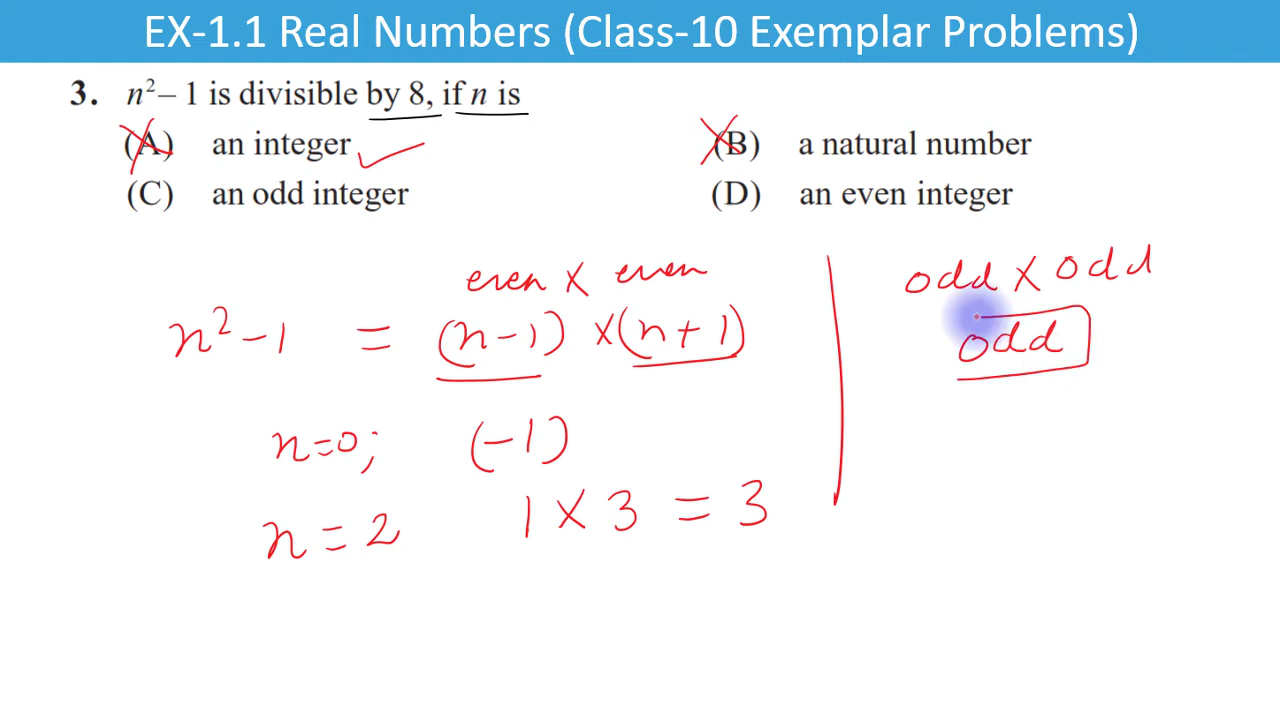 EX-1.1 Real Numbers (Class-10 Exemplar Problems)
3. n²– 1 is divisible by 8, if n is
(A) an integer (B) a natural number
(C) an odd integer (D) an even integer
even × even
odd × odd
n² – 1 = (n – 1) × (n + 1)
odd
n=0; (–1)
n = 2 1 × 3 = 3